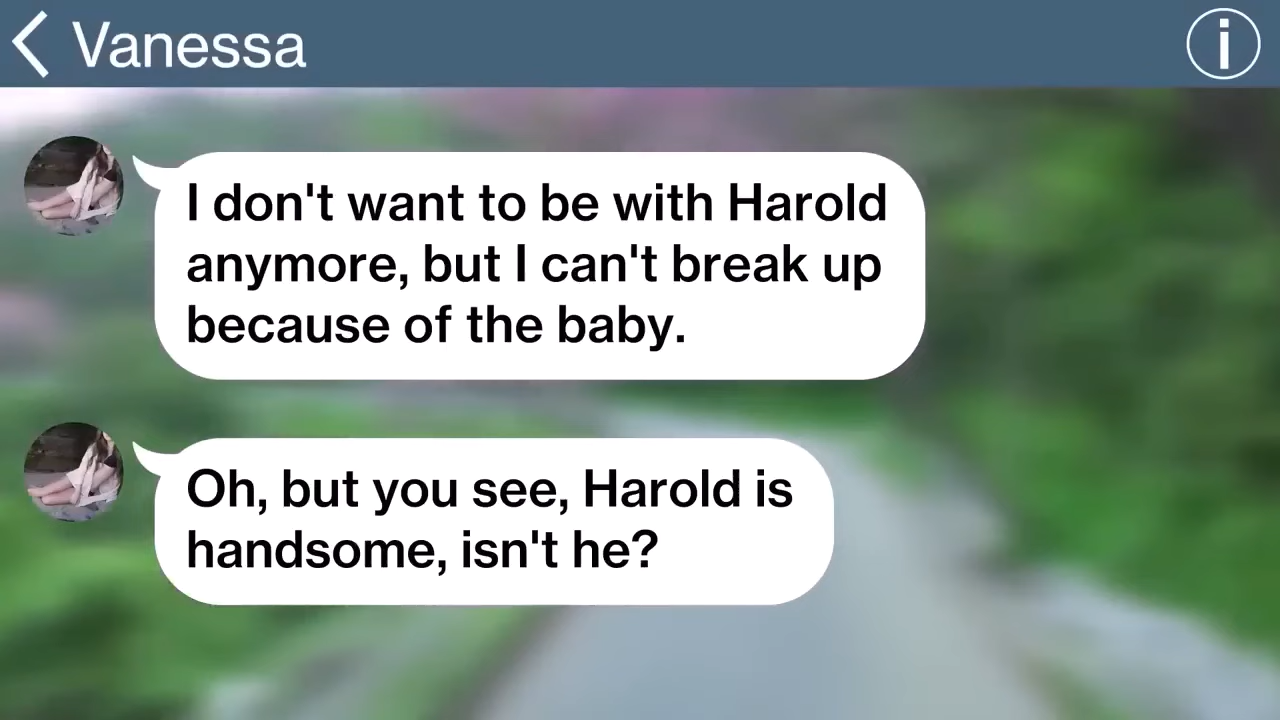 Vanessa
I don't want to be with Harold
anymore, but I can't break up
because of the baby.
Oh, but you see, Harold is
handsome, isn't he?